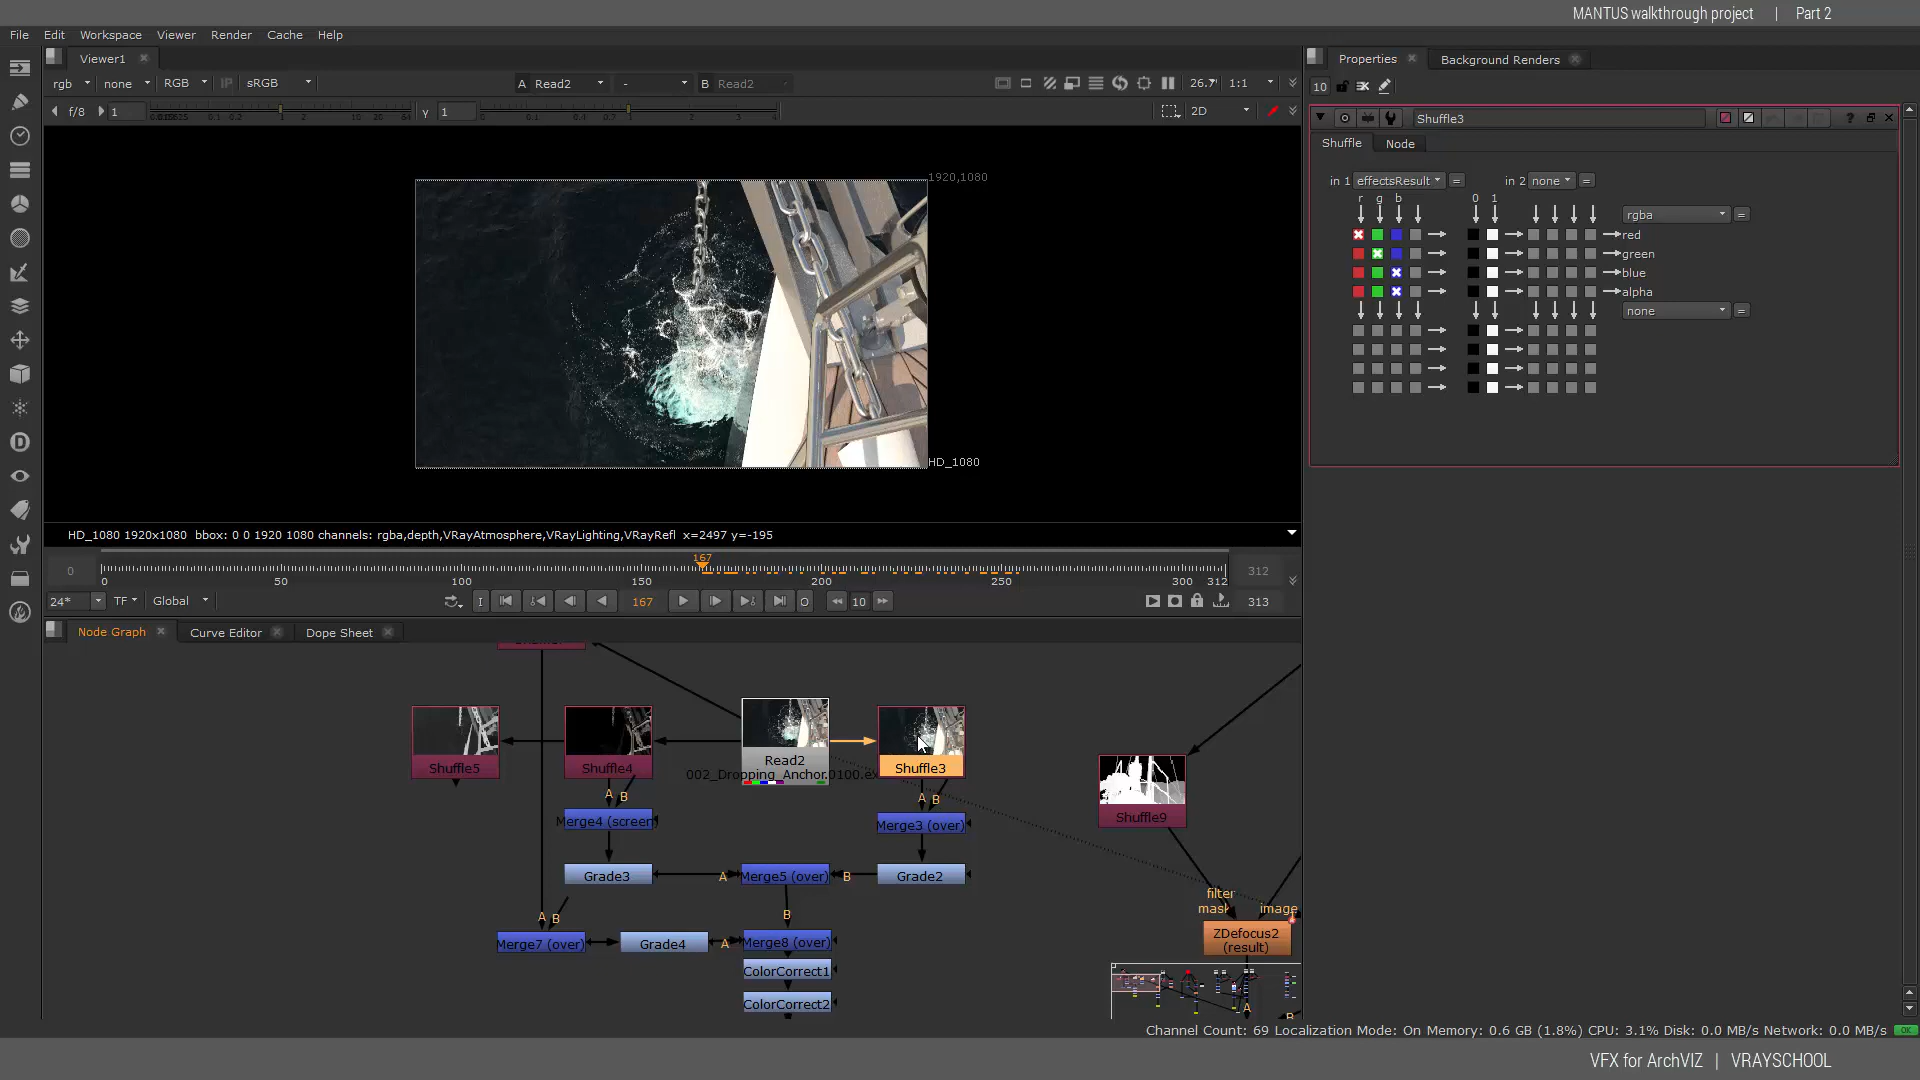 MANTUS walkthrough project | Part 2
File Edit Workspace Viewer Render Cache Help
Viewer1
Properties
Background Renders
rgb none RGB IP sRGB
A Read2 - B Read2
26.7 1:1
10
f/8 1
γ 1
2D
Shuffle3
Shuffle Node
1920,1080
HD_1080
in 1 effectsResult = in 2 none =
r g b 0 1
rgba =
red
green
blue
alpha
none =
HD_1080 1920x1080 bbox: 0 0 1920 1080 channels: rgba,depth,VRayAtmosphere,VRayLighting,VRayRefl x=2497 y=-195
167
0
0 50 100 150 200 250 300 312
312
24* TF Global I 167 O 10 313
Node Graph Curve Editor Dope Sheet
Shuffle5
Shuffle4
Read2
002_Dropping_Anchor.0100.ex
Shuffle3
A B
A B
Merge4 (screen)
Merge3 (over)
Shuffle9
Grade3 A Merge5 (over) B Grade2
filter
mask image
A B
B
Merge7 (over) Grade4 A Merge8 (over)
ZDefocus2
(result)
ColorCorrect1
ColorCorrect2
A
B
Channel Count: 69 Localization Mode: On Memory: 0.6 GB (1.8%) CPU: 3.1% Disk: 0.0 MB/s Network: 0.0 MB/s OK
VFX for ArchVIZ | VRAYSCHOOL